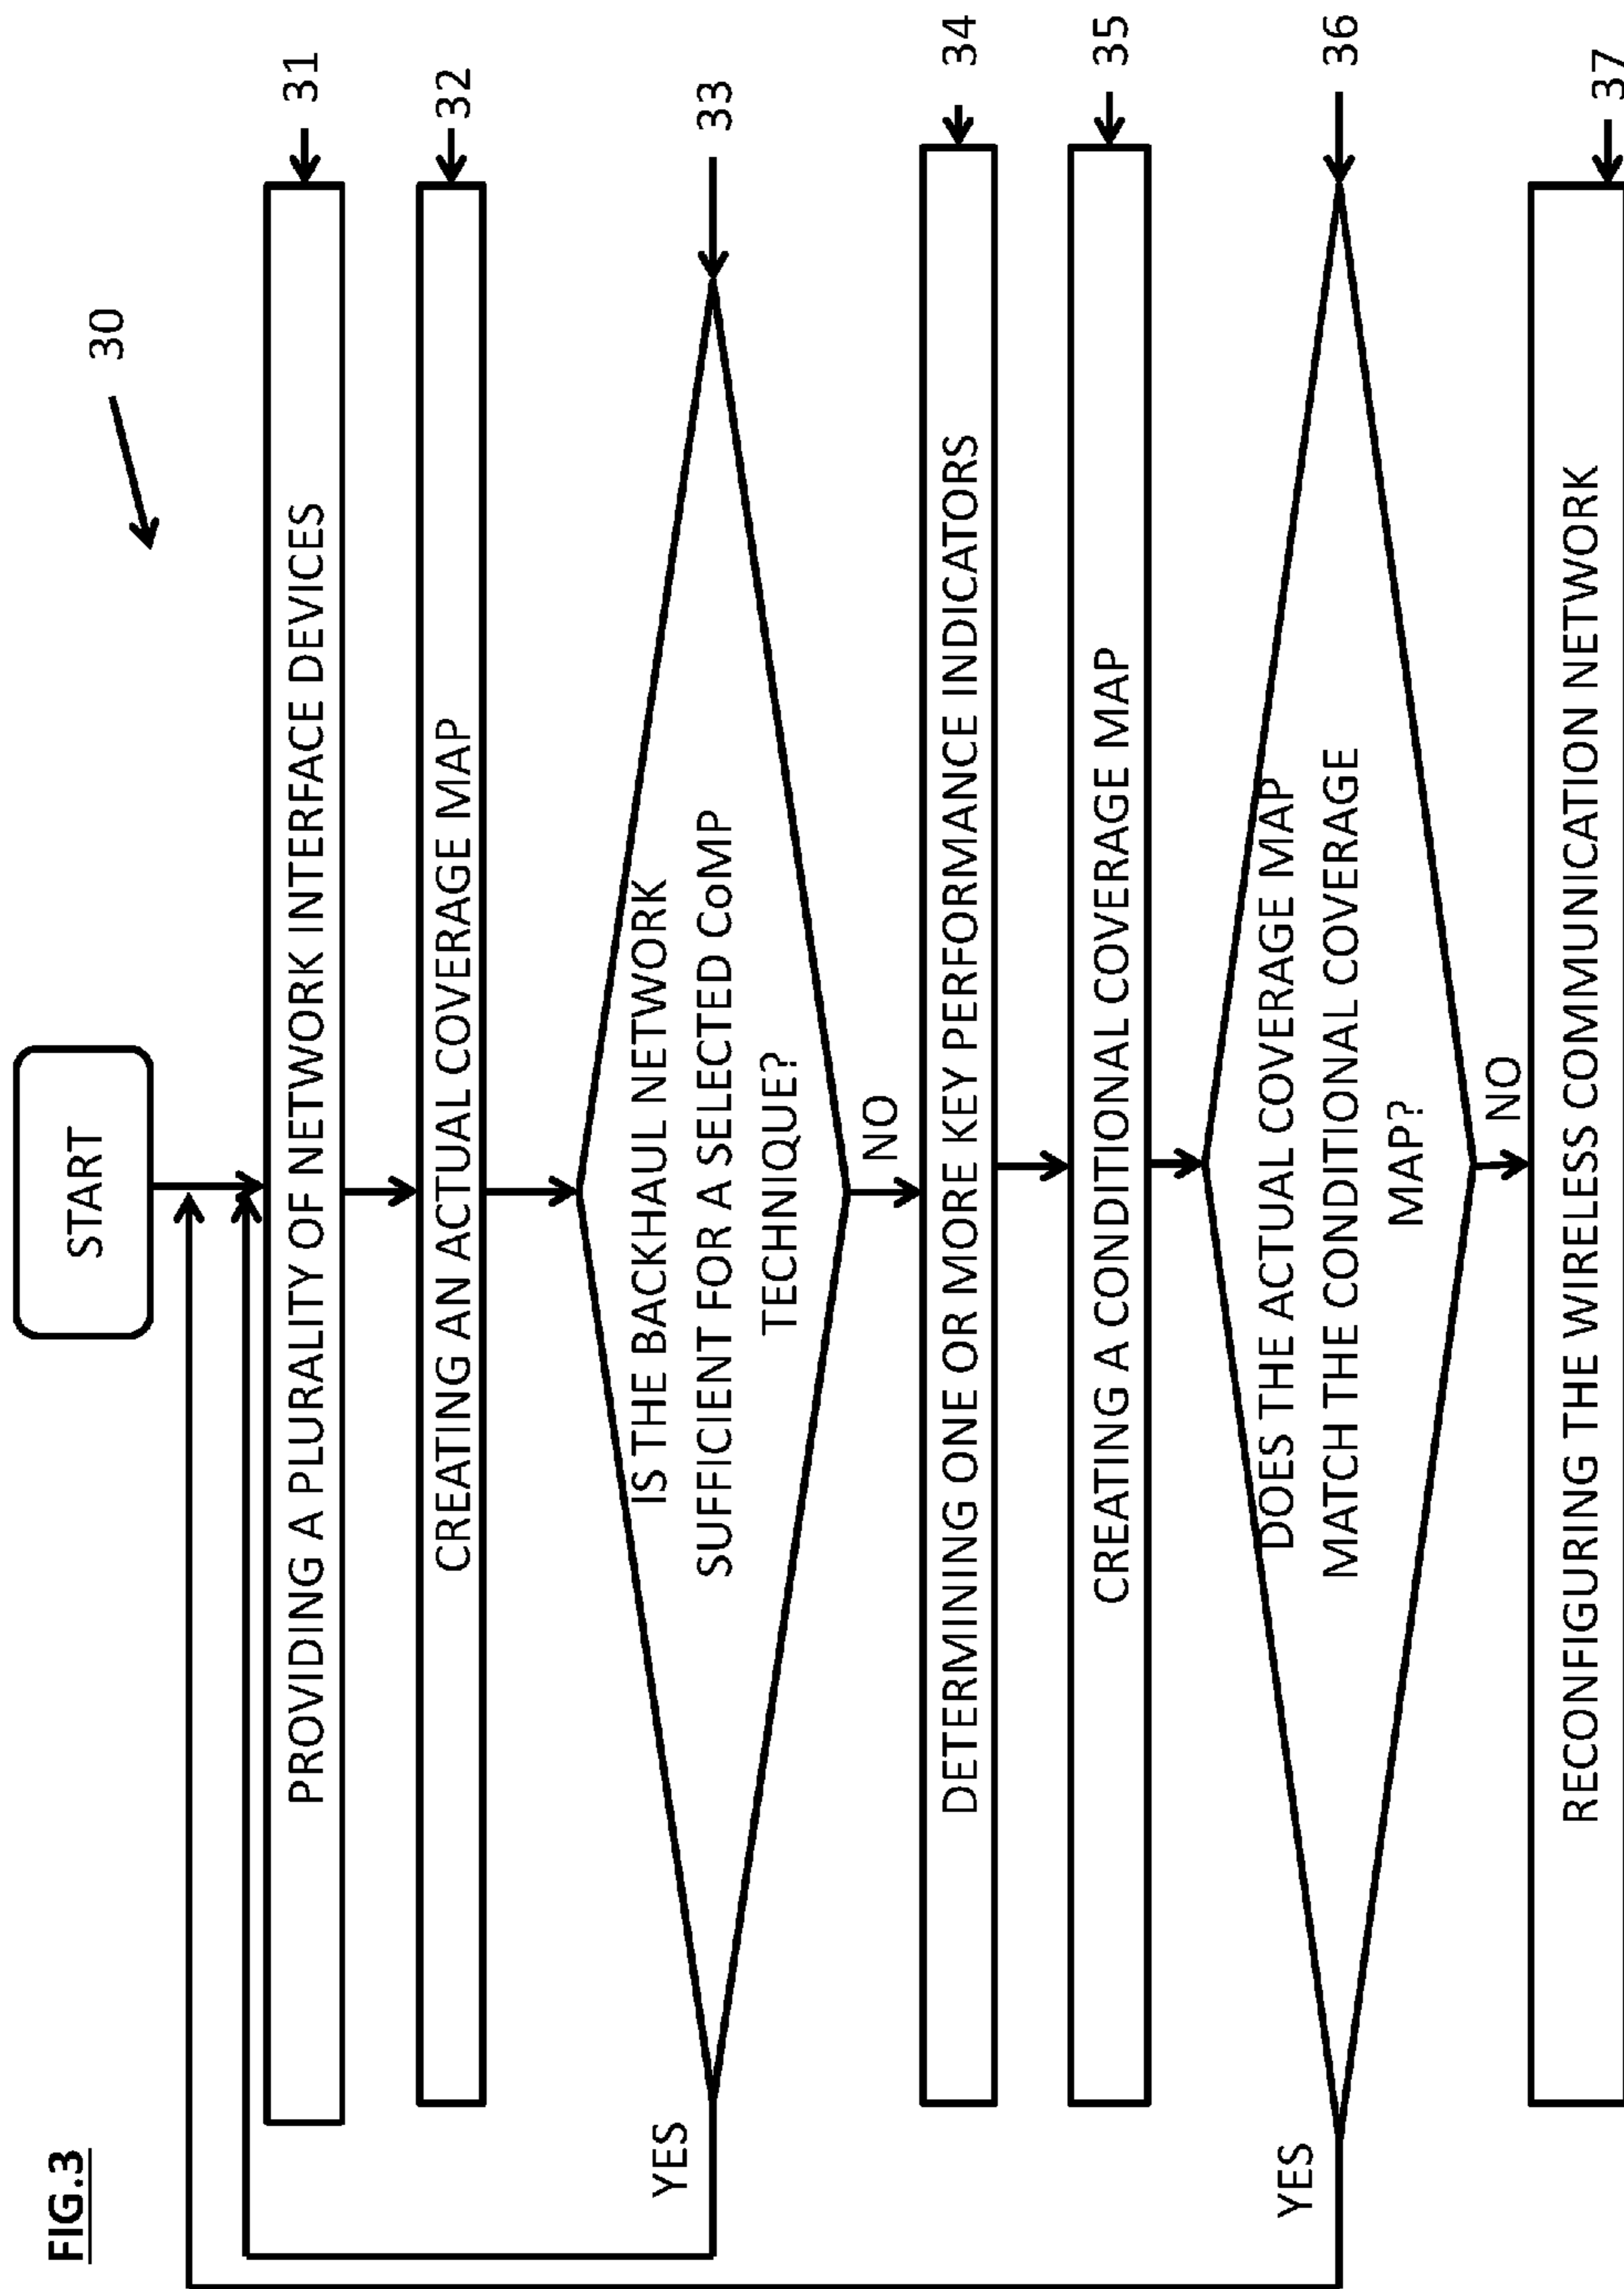 FIG.3
START
30
PROVIDING A PLURALITY OF NETWORK INTERFACE DEVICES
31
CREATING AN ACTUAL COVERAGE MAP
32
IS THE BACKHAUL NETWORK
SUFFICIENT FOR A SELECTED CoMP
TECHNIQUE?
33
YES
NO
DETERMINING ONE OR MORE KEY PERFORMANCE INDICATORS
34
CREATING A CONDITIONAL COVERAGE MAP
35
DOES THE ACTUAL COVERAGE MAP
MATCH THE CONDITIONAL COVERAGE
MAP?
36
YES
NO
RECONFIGURING THE WIRELESS COMMUNICATION NETWORK
37